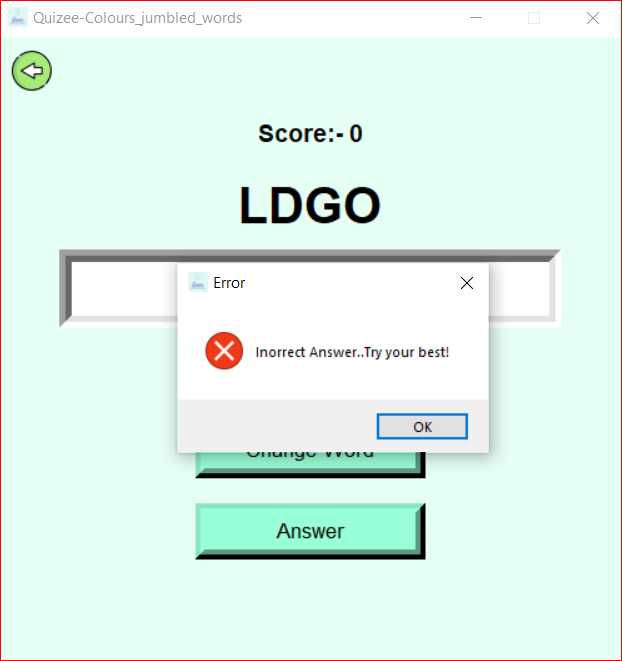 Quizee-Colours_jumbled_words
Score:- 0
LDGO
Error
Inorrect Answer..Try your best!
OK
Change Word
Answer